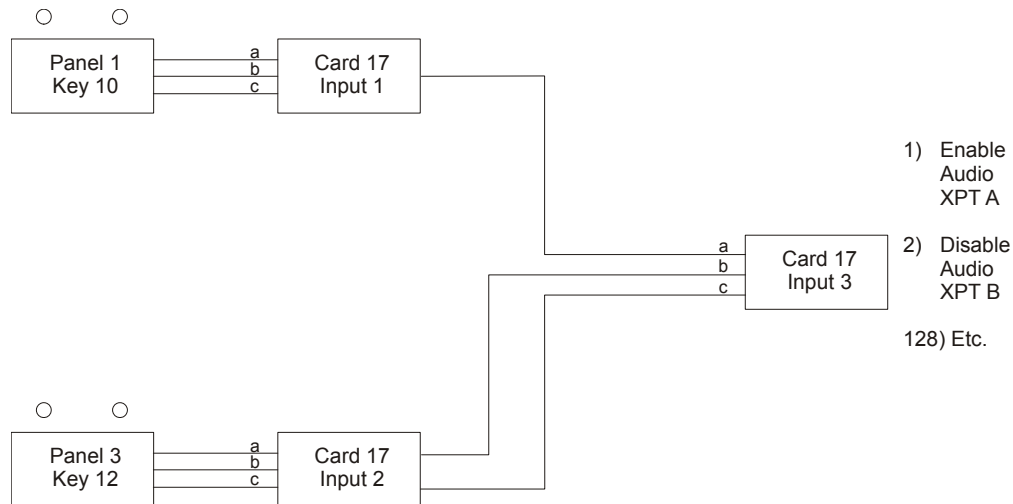 Panel 1
Key 10
a
b
c
Card 17
Input 1
1) Enable
Audio
XPT A
a
b
c
Card 17
Input 3
2) Disable
Audio
XPT B
128) Etc.
Panel 3
Key 12
a
b
c
Card 17
Input 2